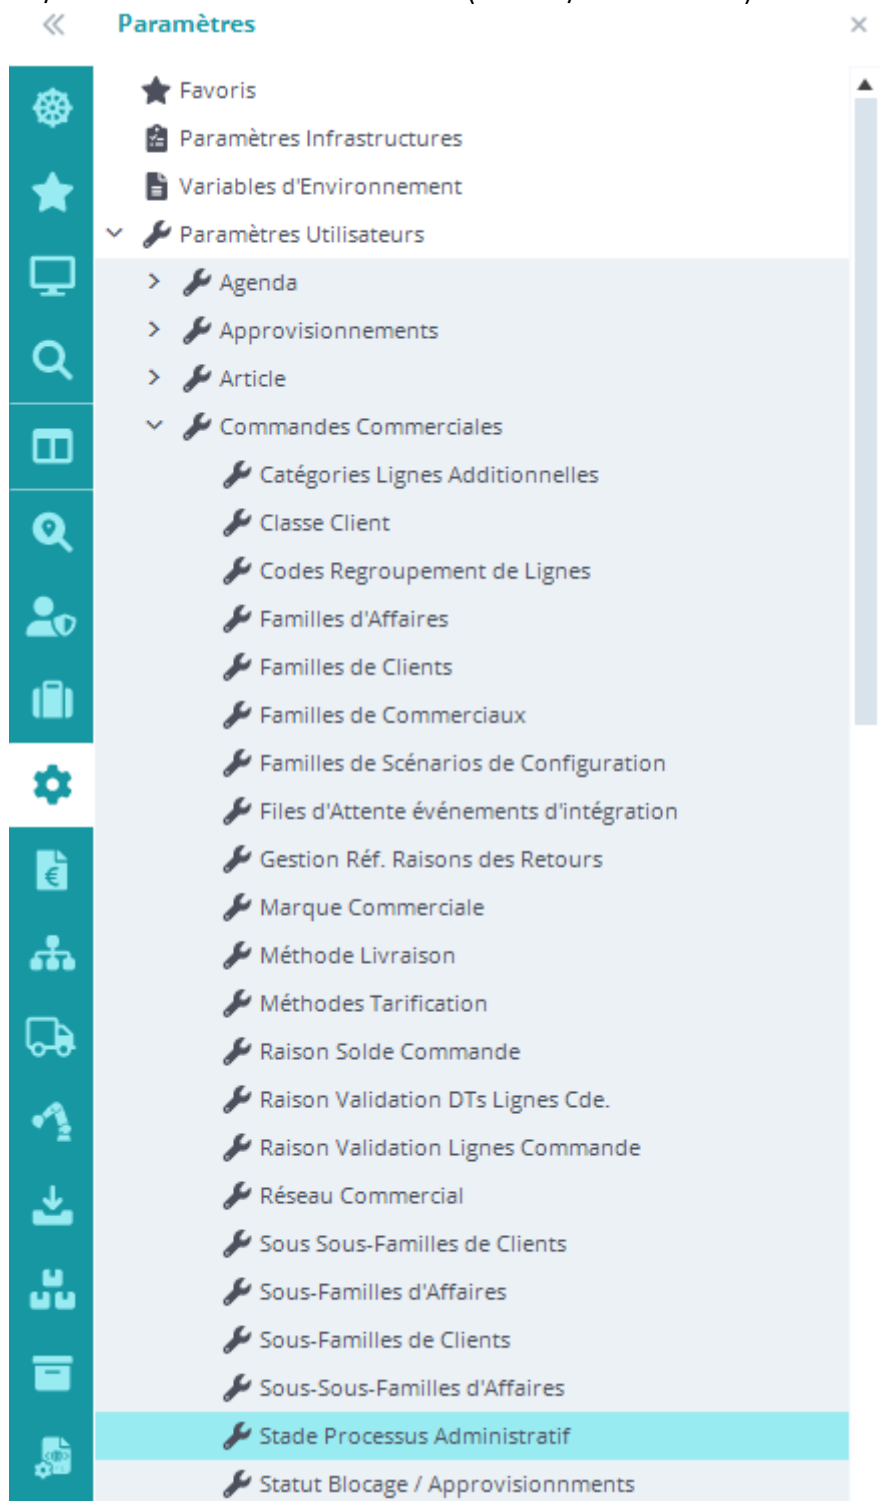 Paramètres
Favoris
Paramètres Infrastructures
Variables d'Environnement
Paramètres Utilisateurs
Agenda
Approvisionnements
Article
Commandes Commerciales
Catégories Lignes Additionnelles
Classe Client
Codes Regroupement de Lignes
Familles d'Affaires
Familles de Clients
Familles de Commerciaux
Familles de Scénarios de Configuration
Files d'Attente événements d'intégration
Gestion Réf. Raisons des Retours
Marque Commerciale
Méthode Livraison
Méthodes Tarification
Raison Solde Commande
Raison Validation DTs Lignes Cde.
Raison Validation Lignes Commande
Réseau Commercial
Sous Sous-Familles de Clients
Sous-Familles d'Affaires
Sous-Familles de Clients
Sous-Sous-Familles d'Affaires
Stade Processus Administratif
Statut Blocage / Approvisionnments